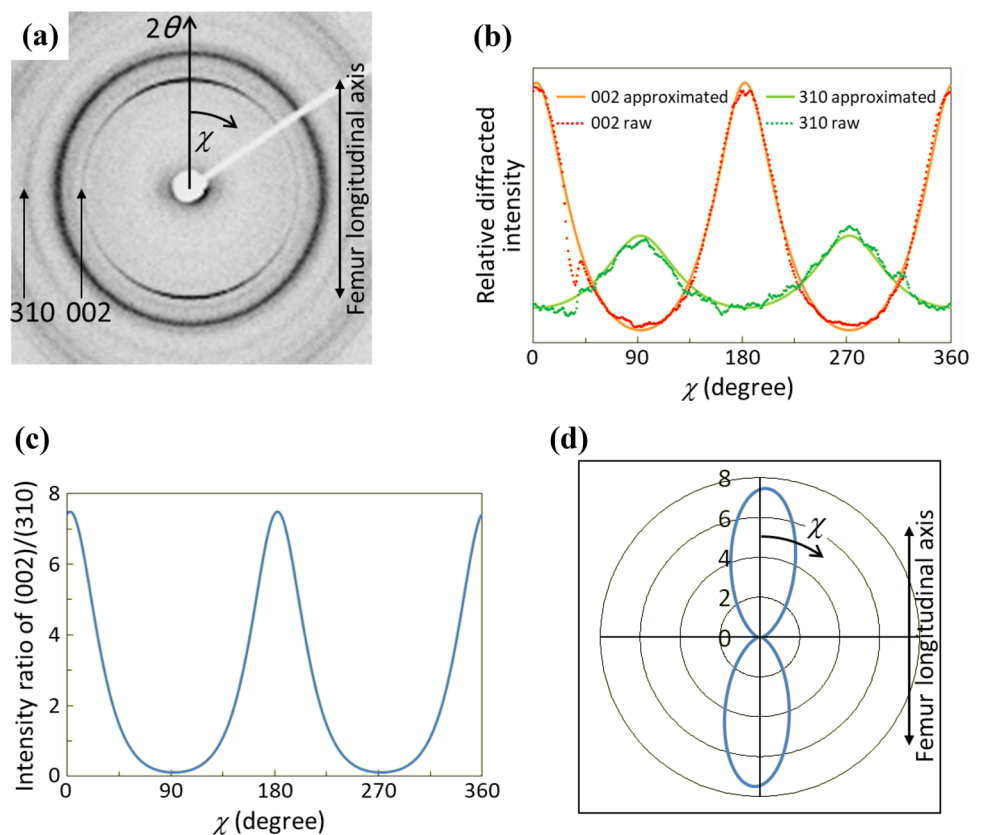 (a)
2θ
χ
Femur longitudinal axis
310 002
(b)
002 approximated
310 approximated
002 raw
310 raw
Relative diffracted
intensity
0 90 180 270 360
χ (degree)
(c)
Intensity ratio of (002)/(310)
8
6
4
2
0
0 90 180 270 360
χ (degree)
(d)
8
6
4
2
0
χ
Femur longitudinal axis